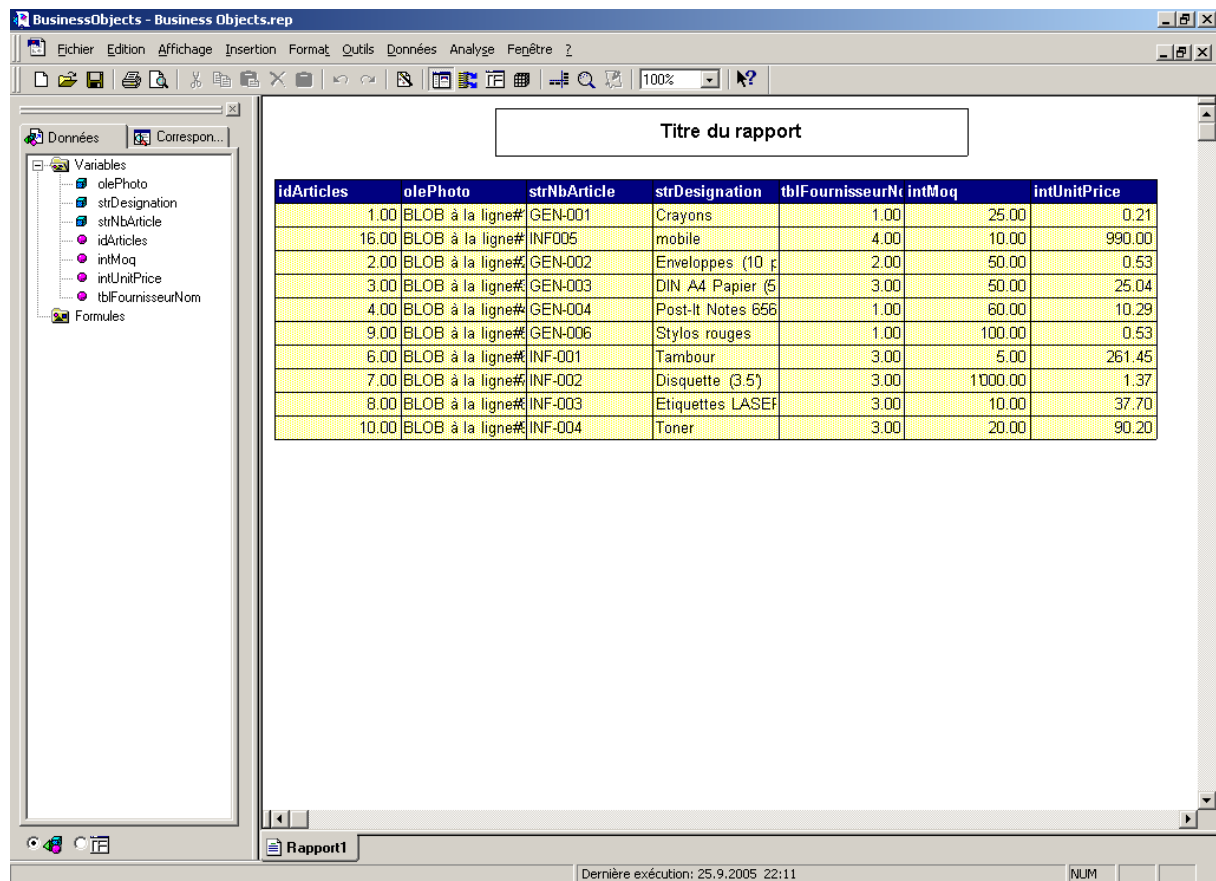 BusinessObjects - Business Objects.rep
Fichier Edition Affichage Insertion Format Outils Données Analyse Fenêtre ?
100%
Données Correspon...
Variables
olePhoto
strDesignation
strNbArticle
idArticles
intMoq
intUnitPrice
tblFournisseurNom
Formules
Titre du rapport
idArticles olePhoto strNbArticle strDesignation tblFournisseurNo intMoq intUnitPrice
1.00 BLOB à la ligne# GEN-001 Crayons 1.00 25.00 0.21
16.00 BLOB à la ligne# INF005 mobile 4.00 10.00 990.00
2.00 BLOB à la ligne# GEN-002 Enveloppes (10 p 2.00 50.00 0.53
3.00 BLOB à la ligne# GEN-003 DIN A4 Papier (5 3.00 50.00 25.04
4.00 BLOB à la ligne# GEN-004 Post-It Notes 656 1.00 60.00 10.29
9.00 BLOB à la ligne# GEN-006 Stylos rouges 1.00 100.00 0.53
6.00 BLOB à la ligne# INF-001 Tambour 3.00 5.00 261.45
7.00 BLOB à la ligne# INF-002 Disquette (3.5') 3.00 1'000.00 1.37
8.00 BLOB à la ligne# INF-003 Etiquettes LASER 3.00 10.00 37.70
10.00 BLOB à la ligne# INF-004 Toner 3.00 20.00 90.20
Rapport1
Dernière exécution: 25.9.2005 22:11 NUM